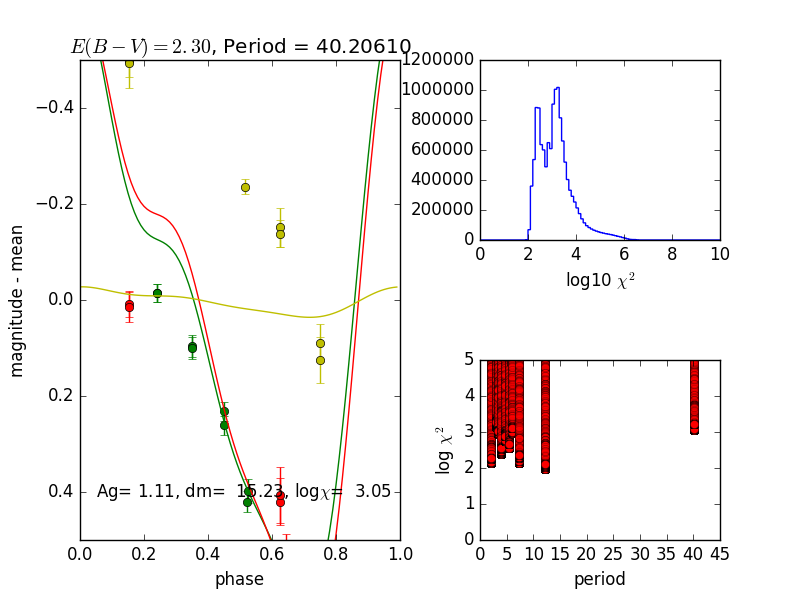 E(B − V) = 2.30, Period = 40.20610
−0.4
−0.2
0.0
0.2
0.4
magnitude - mean
Ag= 1.11, dm= 15.23, logχ= 3.05
0.0 0.2 0.4 0.6 0.8 1.0
phase
1200000
1000000
800000
600000
400000
200000
0
0 2 4 6 8 10
log10 χ²
5
4
3
2
1
0
log χ²
0 5 10 15 20 25 30 35 40 45
period